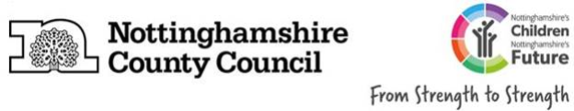 Nottinghamshire
County Council
Nottinghamshire's
Children
Nottinghamshire's
Future
From Strength to Strength